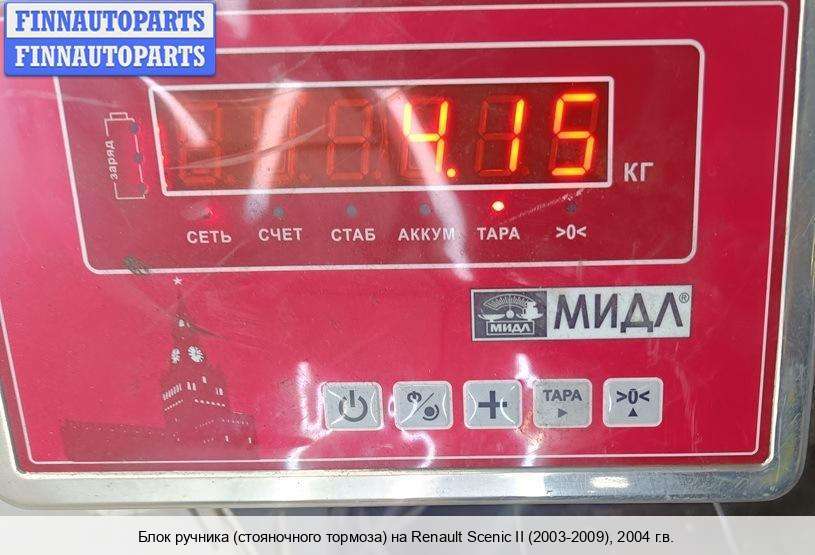 FINNAUTOPARTS
FINNAUTOPARTS
заряд
4.15
КГ
СЕТЬ СЧЕТ СТАБ АККУМ ТАРА >0<
МИДЛ
МИДЛ®
ТАРА >0<
Блок ручника (стояночного тормоза) на Renault Scenic II (2003-2009), 2004 г.в.